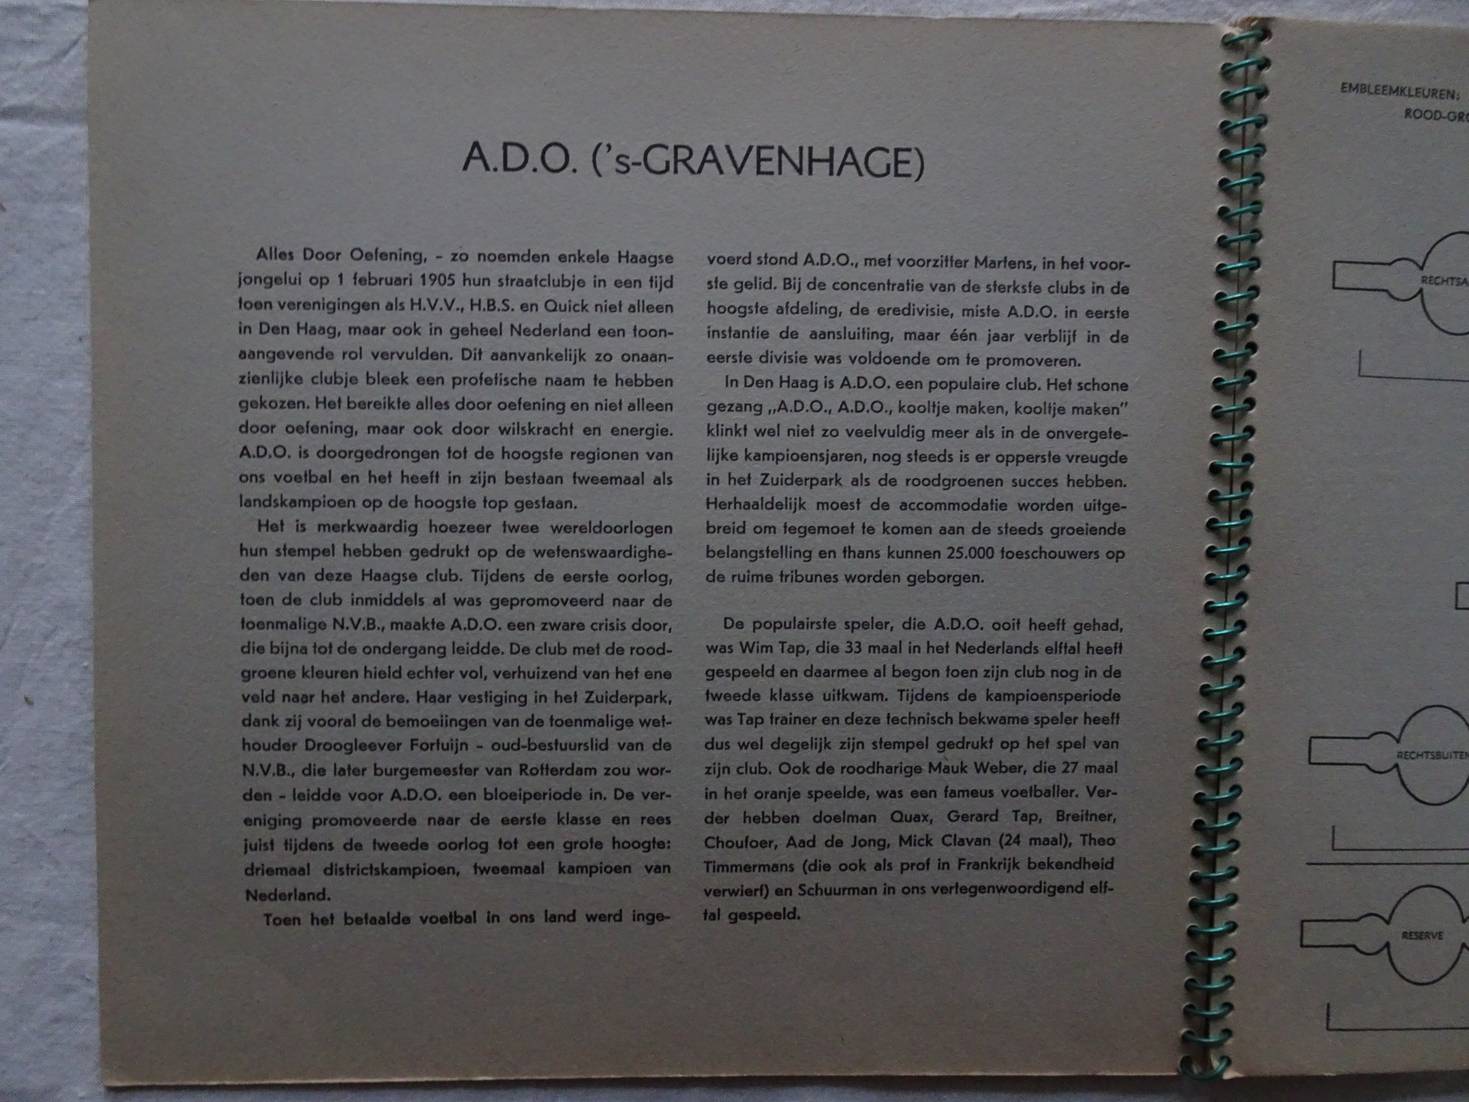 A.D.O. ('s-GRAVENHAGE)
Alles Door Oefening, - zo noemden enkele Haagse
jongelui op 1 februari 1905 hun straatclubje in een tijd
toen verenigingen als H.V.V., H.B.S. en Quick niet alleen
in Den Haag, maar ook in geheel Nederland een toon-
aangevende rol vervulden. Dit aanvankelijk zo onaan-
zienlijke clubje bleek een profetische naam te hebben
gekozen. Het bereikte alles door oefening en niet alleen
door oefening, maar ook door wilskracht en energie.
A.D.O. is doorgedrongen tot de hoogste regionen van
ons voetbal en het heeft in zijn bestaan tweemaal als
landskampioen op de hoogste top gestaan.
Het is merkwaardig hoezeer twee wereldoorlogen
hun stempel hebben gedrukt op de wetenswaardighe-
den van deze Haagse club. Tijdens de eerste oorlog,
toen de club inmiddels al was gepromoveerd naar de
toenmalige N.V.B., maakte A.D.O. een zware crisis door,
die bijna tot de ondergang leidde. De club met de rood-
groene kleuren hield echter vol, verhuizend van het ene
veld naar het andere. Haar vestiging in het Zuiderpark,
dank zij vooral de bemoeiingen van de toenmalige wet-
houder Droogleever Fortuijn - oud-bestuurslid van de
N.V.B., die later burgemeester van Rotterdam zou wor-
den - leidde voor A.D.O. een bloeiperiode in. De ver-
eniging promoveerde naar de eerste klasse en rees
juist tijdens de tweede oorlog tot een grote hoogte:
driemaal districtskampioen, tweemaal kampioen van
Nederland.
Toen het betaalde voetbal in ons land werd inge-
voerd stond A.D.O., met voorzitter Martens, in het voor-
ste gelid. Bij de concentratie van de sterkste clubs in de
hoogste afdeling, de eredivisie, miste A.D.O. in eerste
instantie de aansluiting, maar één jaar verblijf in de
eerste divisie was voldoende om te promoveren.
In Den Haag is A.D.O. een populaire club. Het schone
gezang „A.D.O., A.D.O., kooltje maken, kooltje maken"
klinkt wel niet zo veelvuldig meer als in de onvergete-
lijke kampioensjaren, nog steeds is er opperste vreugde
in het Zuiderpark als de roodgroenen succes hebben.
Herhaaldelijk moest de accommodatie worden uitge-
breid om tegemoet te komen aan de steeds groeiende
belangstelling en thans kunnen 25.000 toeschouwers op
de ruime tribunes worden geborgen.
De populairste speler, die A.D.O. ooit heeft gehad,
was Wim Tap, die 33 maal in het Nederlands elftal heeft
gespeeld en daarmee al begon toen zijn club nog in de
tweede klasse uitkwam. Tijdens de kampioensperiode
was Tap trainer en deze technisch bekwame speler heeft
dus wel degelijk zijn stempel gedrukt op het spel van
zijn club. Ook de roodharige Mauk Weber, die 27 maal
in het oranje speelde, was een fameus voetballer. Ver-
der hebben doelman Quax, Gerard Tap, Breitner,
Choufoer, Aad de Jong, Mick Clavan (24 maal), Theo
Timmermans (die ook als prof in Frankrijk bekendheid
verwierf) en Schuurman in ons vertegenwoordigend elf-
tal gespeeld.
EMBLEEMKLEUREN:
ROOD-GRO
RECHTSA
RECHTSBUITEN
RESERVE